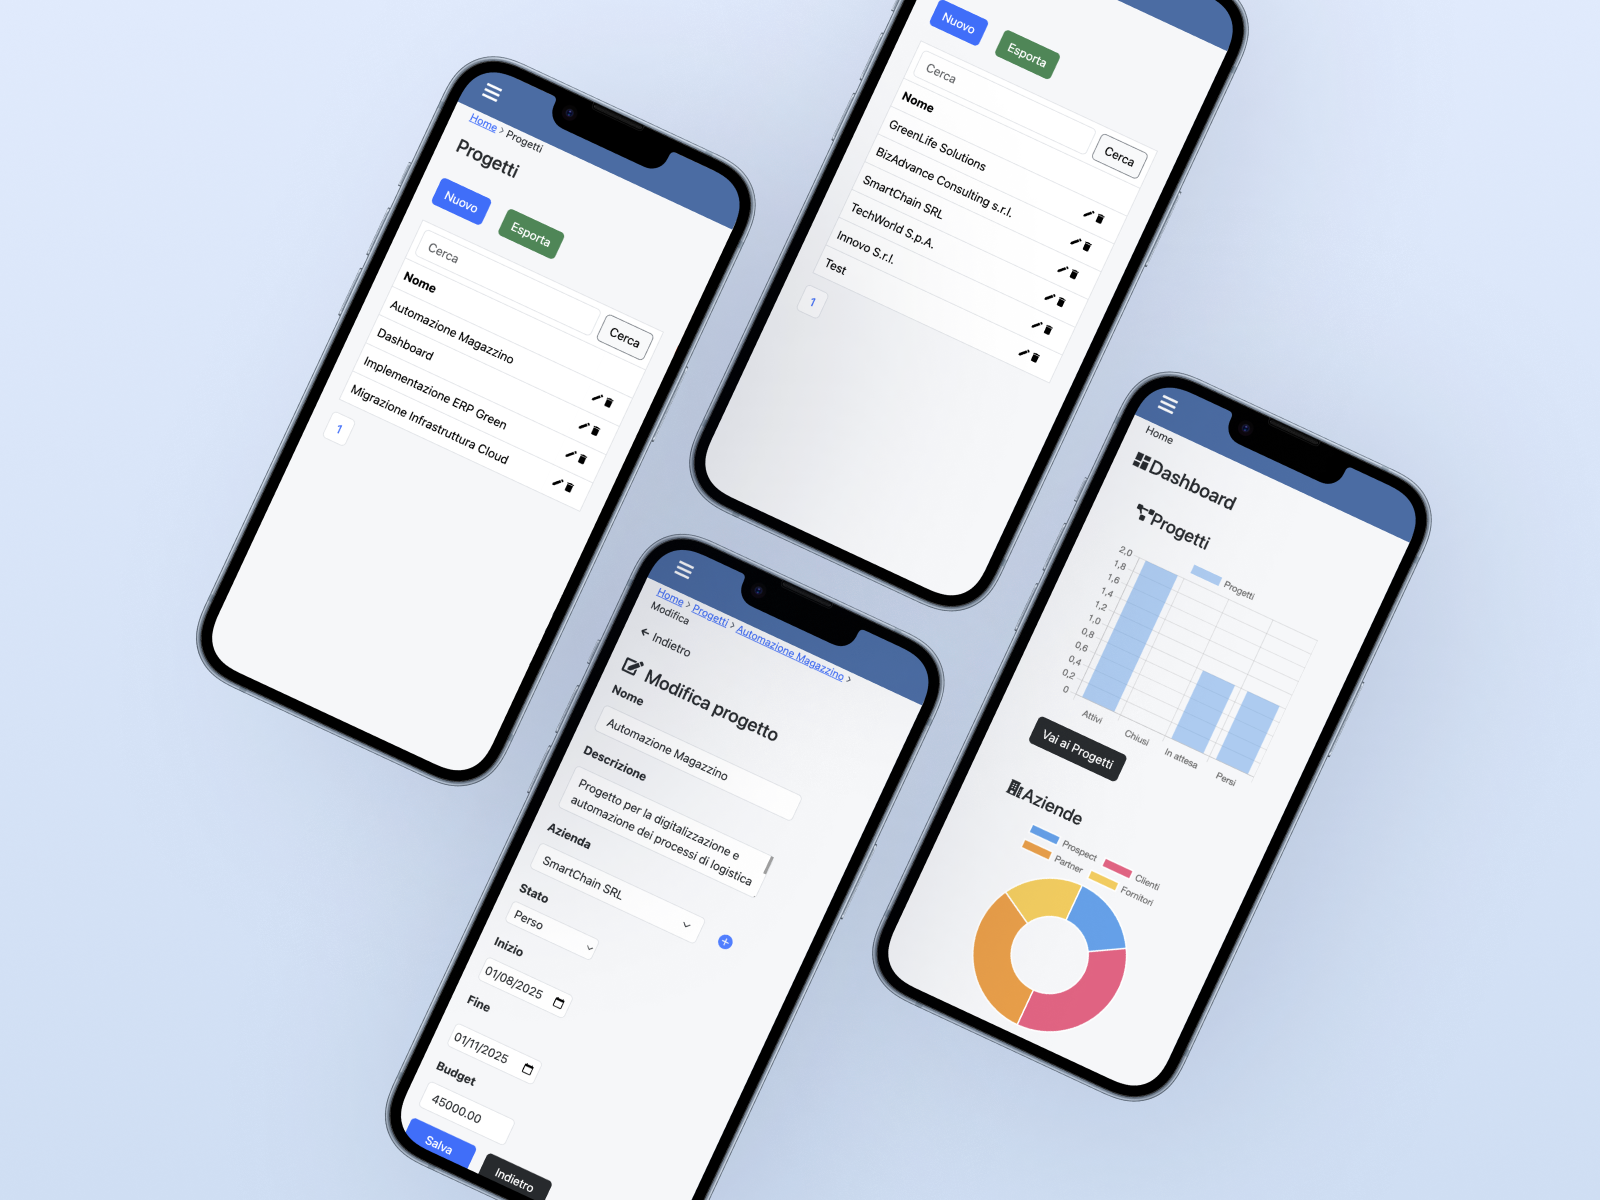 Home > Progetti
Progetti
Nuovo
Esporta
Cerca
Cerca
Nome
Automazione Magazzino
Dashboard
Implementazione ERP Green
Migrazione Infrastruttura Cloud
1
Nuovo
Esporta
Cerca
Cerca
Nome
GreenLife Solutions
BizAdvance Consulting s.r.l.
SmartChain SRL
TechWorld S.p.A.
Innovo S.r.l.
Test
1
Home > Progetti > Automazione Magazzino >
Modifica
← Indietro
Modifica progetto
Nome
Automazione Magazzino
Descrizione
Progetto per la digitalizzazione e
automazione dei processi di logistica
Azienda
SmartChain SRL
Stato
Perso
Inizio
01/08/2025
Fine
01/11/2025
Budget
45000.00
Salva
Indietro
Home
Dashboard
Progetti
Progetti
2,0
1,8
1,6
1,4
1,2
1,0
0,8
0,6
0,4
0,2
0
Attivi
Chiusi
In attesa
Persi
Vai ai Progetti
Aziende
Prospect
Clienti
Partner
Fornitori